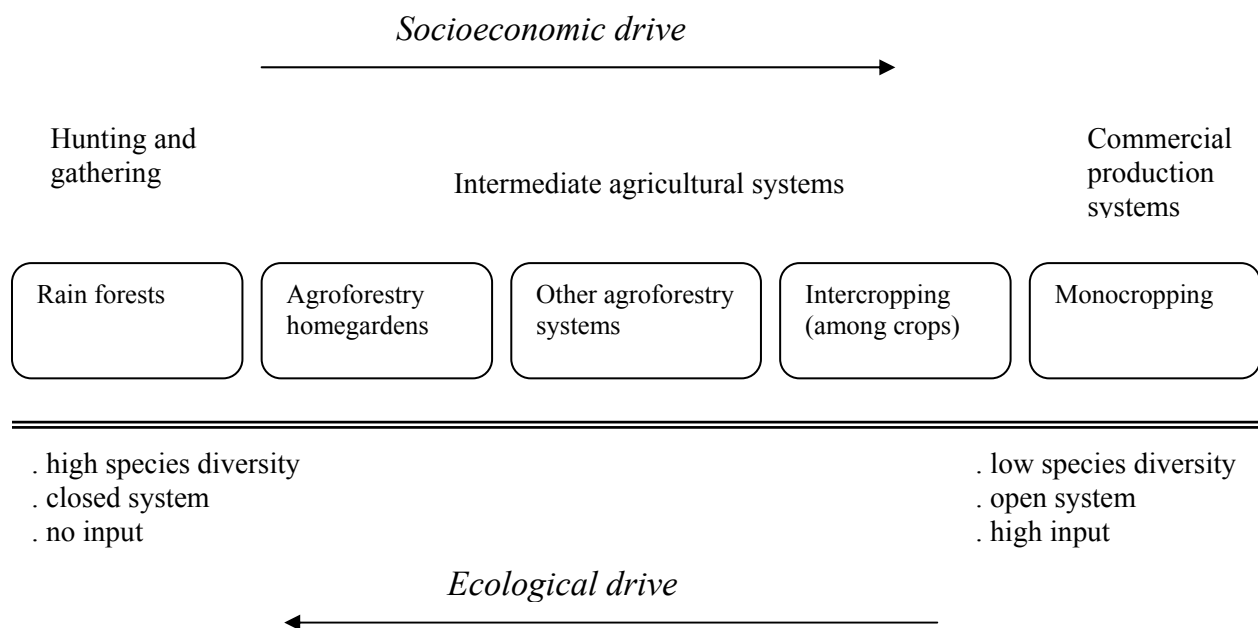 Socioeconomic drive
Hunting and
gathering
Intermediate agricultural systems
Commercial
production
systems
Rain forests
Agroforestry
homegardens
Other agroforestry
systems
Intercropping
(among crops)
Monocropping
. high species diversity
. closed system
. no input
. low species diversity
. open system
. high input
Ecological drive